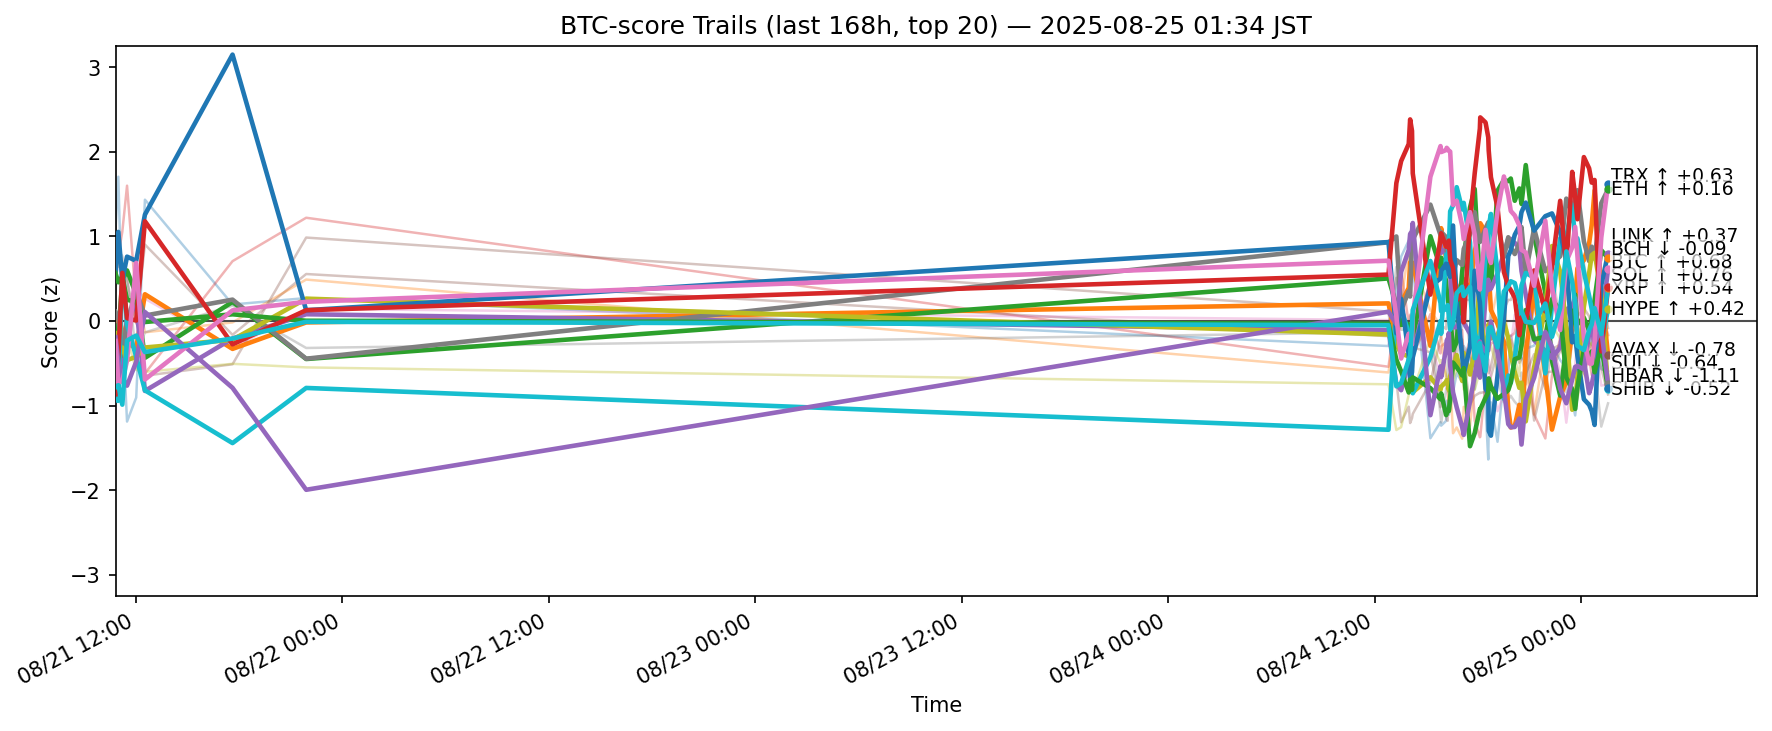 BTC-score Trails (last 168h, top 20) — 2025-08-25 01:34 JST
Score (z)
3
2
1
0
−1
−2
−3
TRX ↑ +0.63
ETH ↑ +0.16
LINK ↑ +0.37
BCH ↓ -0.09
BTC ↑ +0.68
SOL ↑ +0.76
XRP ↑ +0.54
HYPE ↑ +0.42
AVAX ↓ -0.78
SUI ↓ -0.64
HBAR ↓ -1.11
SHIB ↓ -0.52
08/21 12:00
08/22 00:00
08/22 12:00
08/23 00:00
08/23 12:00
08/24 00:00
08/24 12:00
08/25 00:00
Time